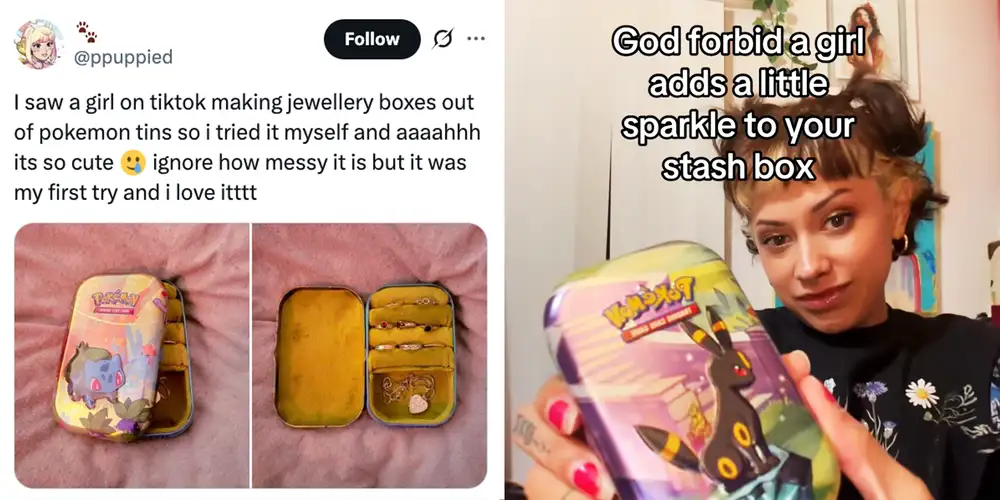 @ppuppied
Follow
I saw a girl on tiktok making jewellery boxes out
of pokemon tins so i tried it myself and aaaahhh
its so cute 🥲 ignore how messy it is but it was
my first try and i love itttt
POKÉMON
God forbid a girl
adds a little
sparkle to your
stash box
POKÉMON